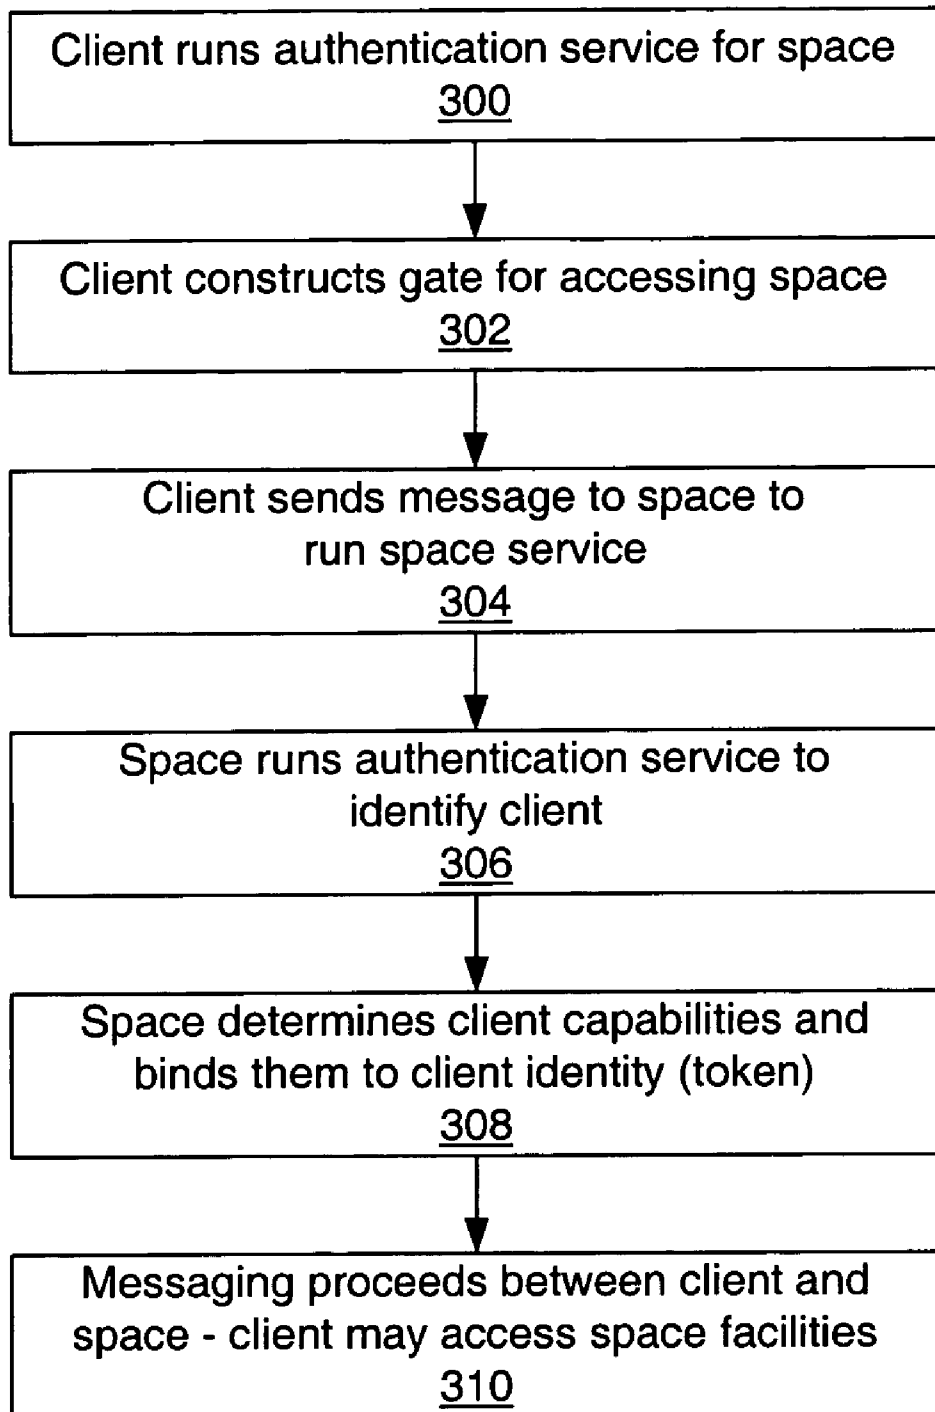 Client runs authentication service for space
300
Client constructs gate for accessing space
302
Client sends message to space to
run space service
304
Space runs authentication service to
identify client
306
Space determines client capabilities and
binds them to client identity (token)
308
Messaging proceeds between client and
space - client may access space facilities
310